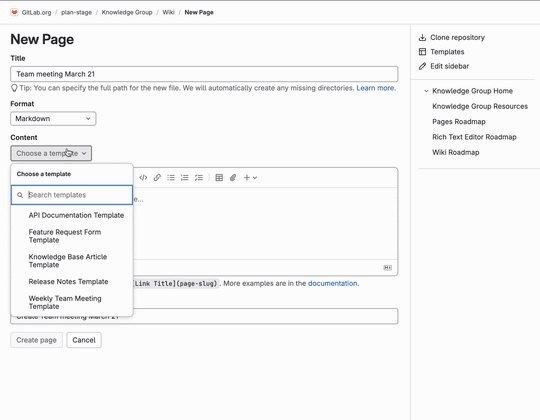 GitLab.org / plan-stage / Knowledge Group / Wiki / New Page
New Page
Title
Team meeting March 21
Tip: You can specify the full path for the new file. We will automatically create any missing directories. Learn more.
Format
Markdown
Content
Choose a template
Choose a template
Search templates
API Documentation Template
Feature Request Form
Template
Knowledge Base Article
Template
Release Notes Template
Weekly Team Meeting
Template
e...
Link Title](page-slug). More examples are in the documentation.
Create Team meeting March 21
Create page
Cancel
Clone repository
Templates
Edit sidebar
Knowledge Group Home
Knowledge Group Resources
Pages Roadmap
Rich Text Editor Roadmap
Wiki Roadmap